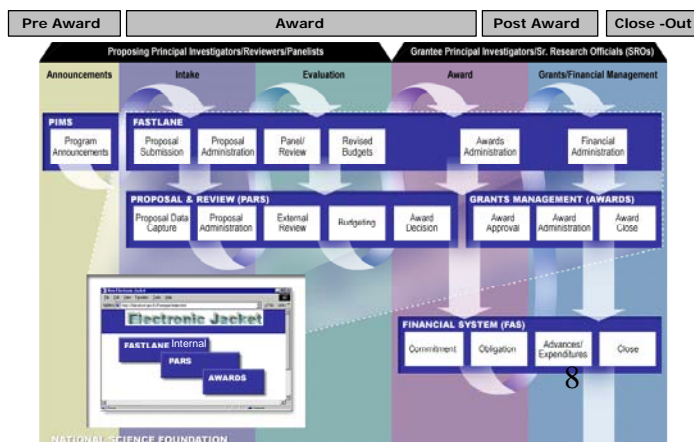 Pre Award
Award
Post Award
Close -Out
Proposing Principal Investigators/Reviewers/Panelists
Grantee Principal Investigators/Sr. Research Officials (SROs)
Announcements
Intake
Evaluation
Award
Grants/Financial Management
PIMS
Program
Announcements
FASTLANE
Proposal
Submission
Proposal
Administration
Panel/
Review
Revised
Budgets
Awards
Administration
Financial
Administration
PROPOSAL & REVIEW (PARS)
Proposal Data
Capture
Proposal
Administration
External
Review
Budgeting
Award
Decision
GRANTS MANAGEMENT (AWARDS)
Award
Approval
Award
Administration
Award
Close
Electronic Jacket
FASTLANE Internal
PARS
AWARDS
FINANCIAL SYSTEM (FAS)
Commitment
Obligation
Advances/
Expenditures
Close
8
NATIONAL SCIENCE FOUNDATION